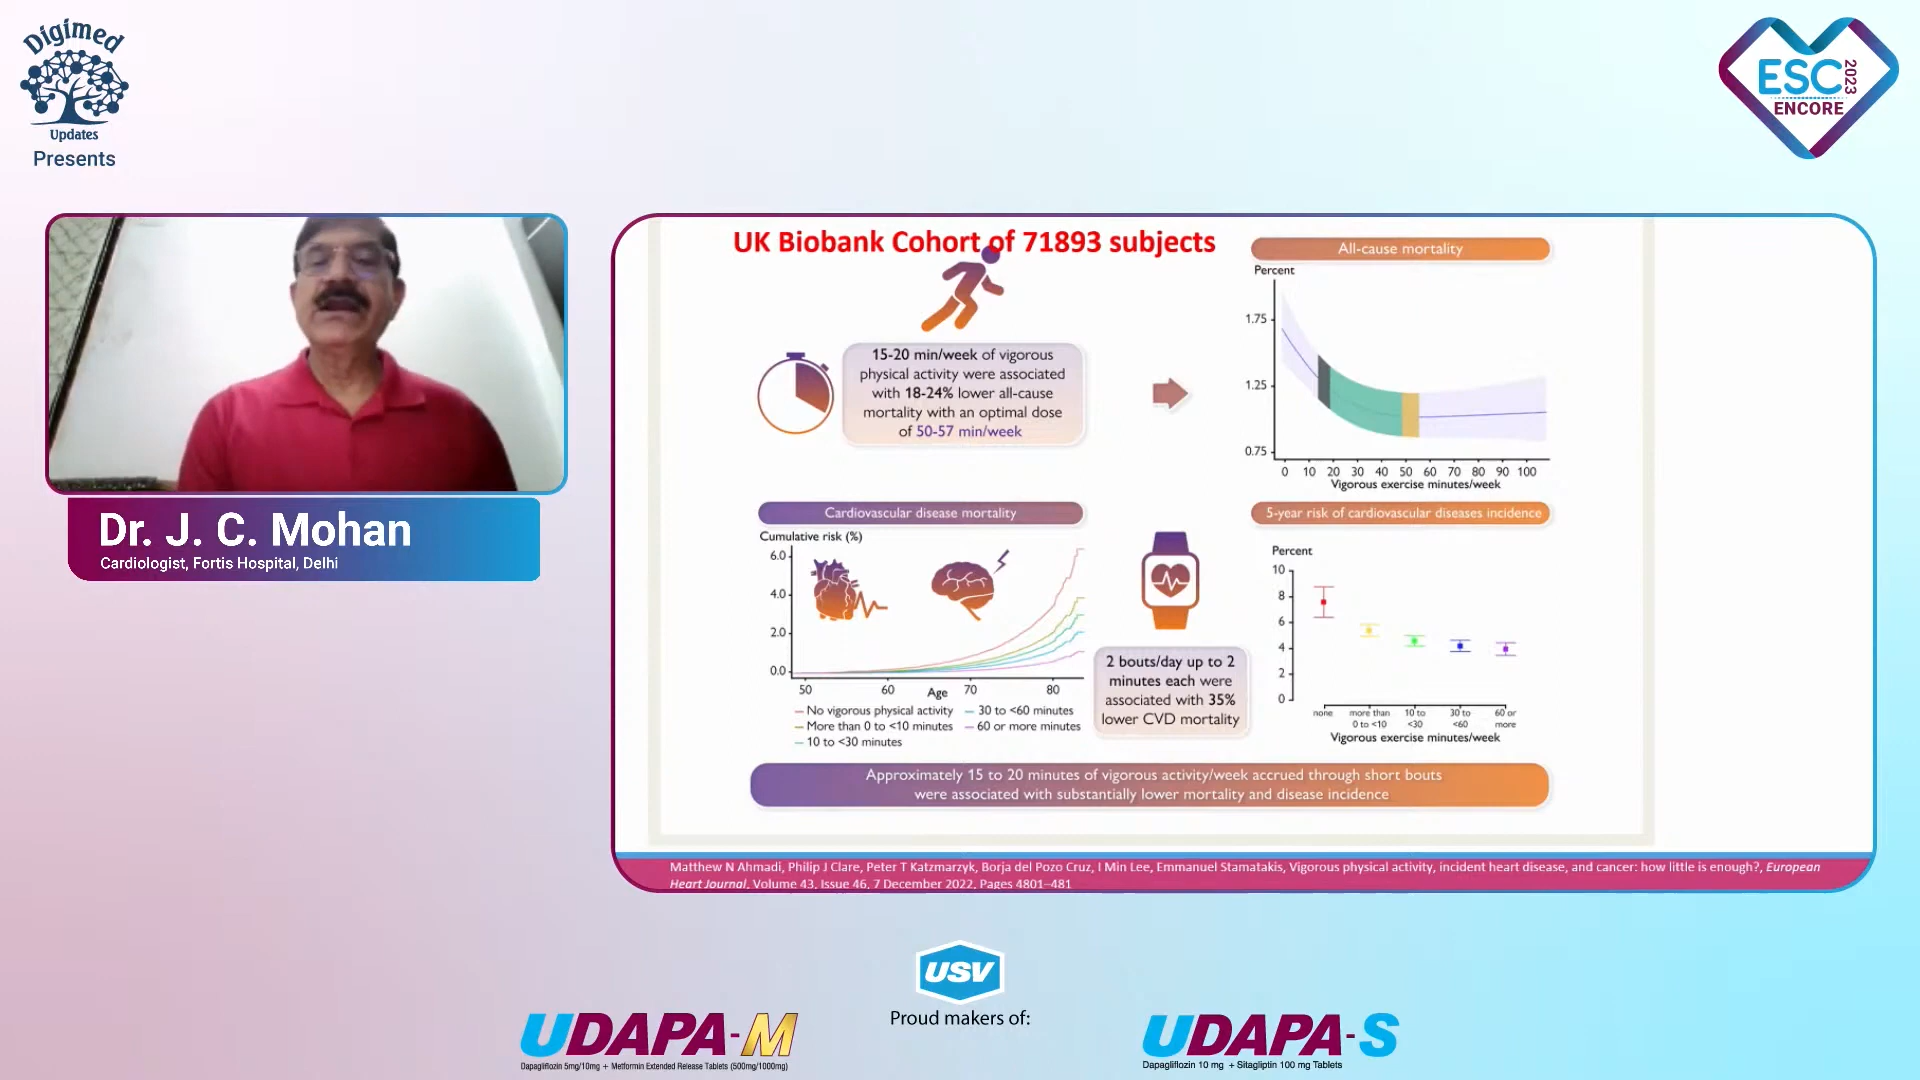 Digimed
Updates
Presents
ESC
2023
ENCORE
Dr. J. C. Mohan
Cardiologist, Fortis Hospital, Delhi
UK Biobank Cohort of 71893 subjects
15-20 min/week of vigorous
physical activity were associated
with 18-24% lower all-cause
mortality with an optimal dose
of 50-57 min/week
All-cause mortality
Percent
1.75
1.25
0.75
0 10 20 30 40 50 60 70 80 90 100
Vigorous exercise minutes/week
Cardiovascular disease mortality
Cumulative risk (%)
6.0
4.0
2.0
0.0
50 60 70 80
Age
No vigorous physical activity
More than 0 to <10 minutes
10 to <30 minutes
30 to <60 minutes
60 or more minutes
2 bouts/day up to 2
minutes each were
associated with 35%
lower CVD mortality
5-year risk of cardiovascular diseases incidence
Percent
10
8
6
4
2
0
none
more than
0 to <10
10 to
<30
30 to
<60
60 or
more
Vigorous exercise minutes/week
Approximately 15 to 20 minutes of vigorous activity/week accrued through short bouts
were associated with substantially lower mortality and disease incidence
Matthew N Ahmadi, Philip J Clare, Peter T Katzmarzyk, Borja del Pozo Cruz, I Min Lee, Emmanuel Stamatakis, Vigorous physical activity, incident heart disease, and cancer: how little is enough?, European
Heart Journal, Volume 43, Issue 46, 7 December 2022, Pages 4801–481
USV
Proud makers of:
UDAPA-M
Dapagliflozin 5mg/10mg + Metformin Extended Release Tablets (500mg/1000mg)
UDAPA-S
Dapagliflozin 10 mg + Sitagliptin 100 mg Tablets